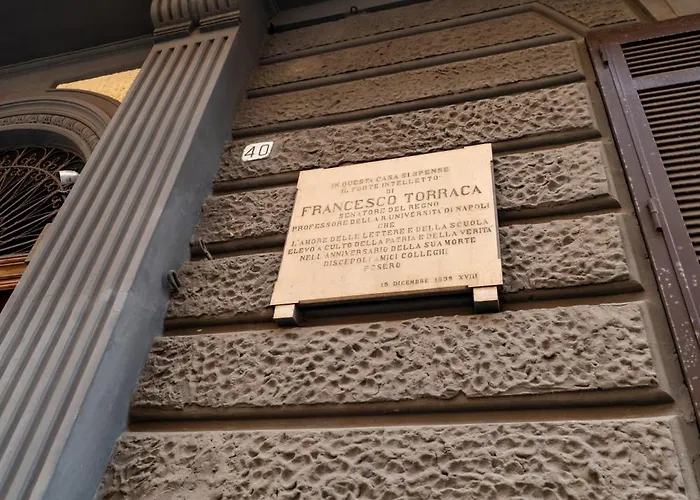 40
IN QUESTA CASA SI SPENSE
IL FORTE INTELLETTO
DI
FRANCESCO TORRACA
SENATORE DEL REGNO
PROFESSORE DELLA R. UNIVERSITÀ DI NAPOLI
CHE
L'AMORE DELLE LETTERE E DELLA SCUOLA
ELEVÒ A CULTO DELLA PATRIA E DELLA VERITÀ
NELL'ANNIVERSARIO DELLA SUA MORTE
DISCEPOLI AMICI COLLEGHI
POSERO
15 DICEMBRE 1939 XVIII